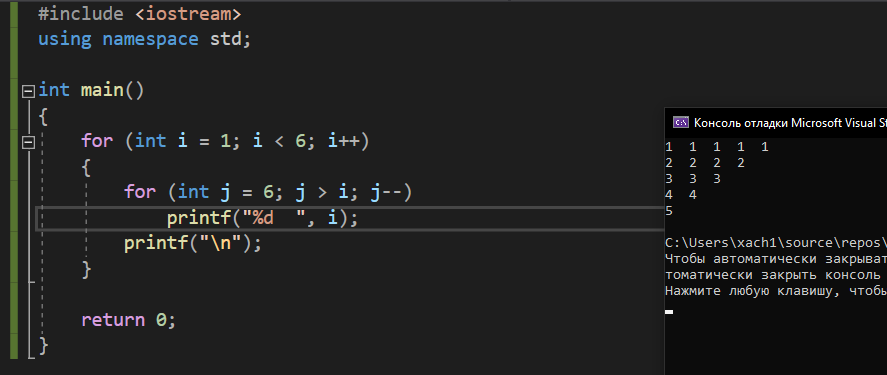 #include <iostream>
using namespace std;
int main()
{
for (int i = 1; i < 6; i++)
{
for (int j = 6; j > i; j--)
printf("%d  ", i);
printf("\n");
}
return 0;
}
Консоль отладки Microsoft Visual St
1  1  1  1  1
2  2  2  2
3  3  3
4  4
5
C:\Users\xach1\source\repos\
Чтобы автоматически закрыват
томатически закрыть консоль
Нажмите любую клавишу, чтобы